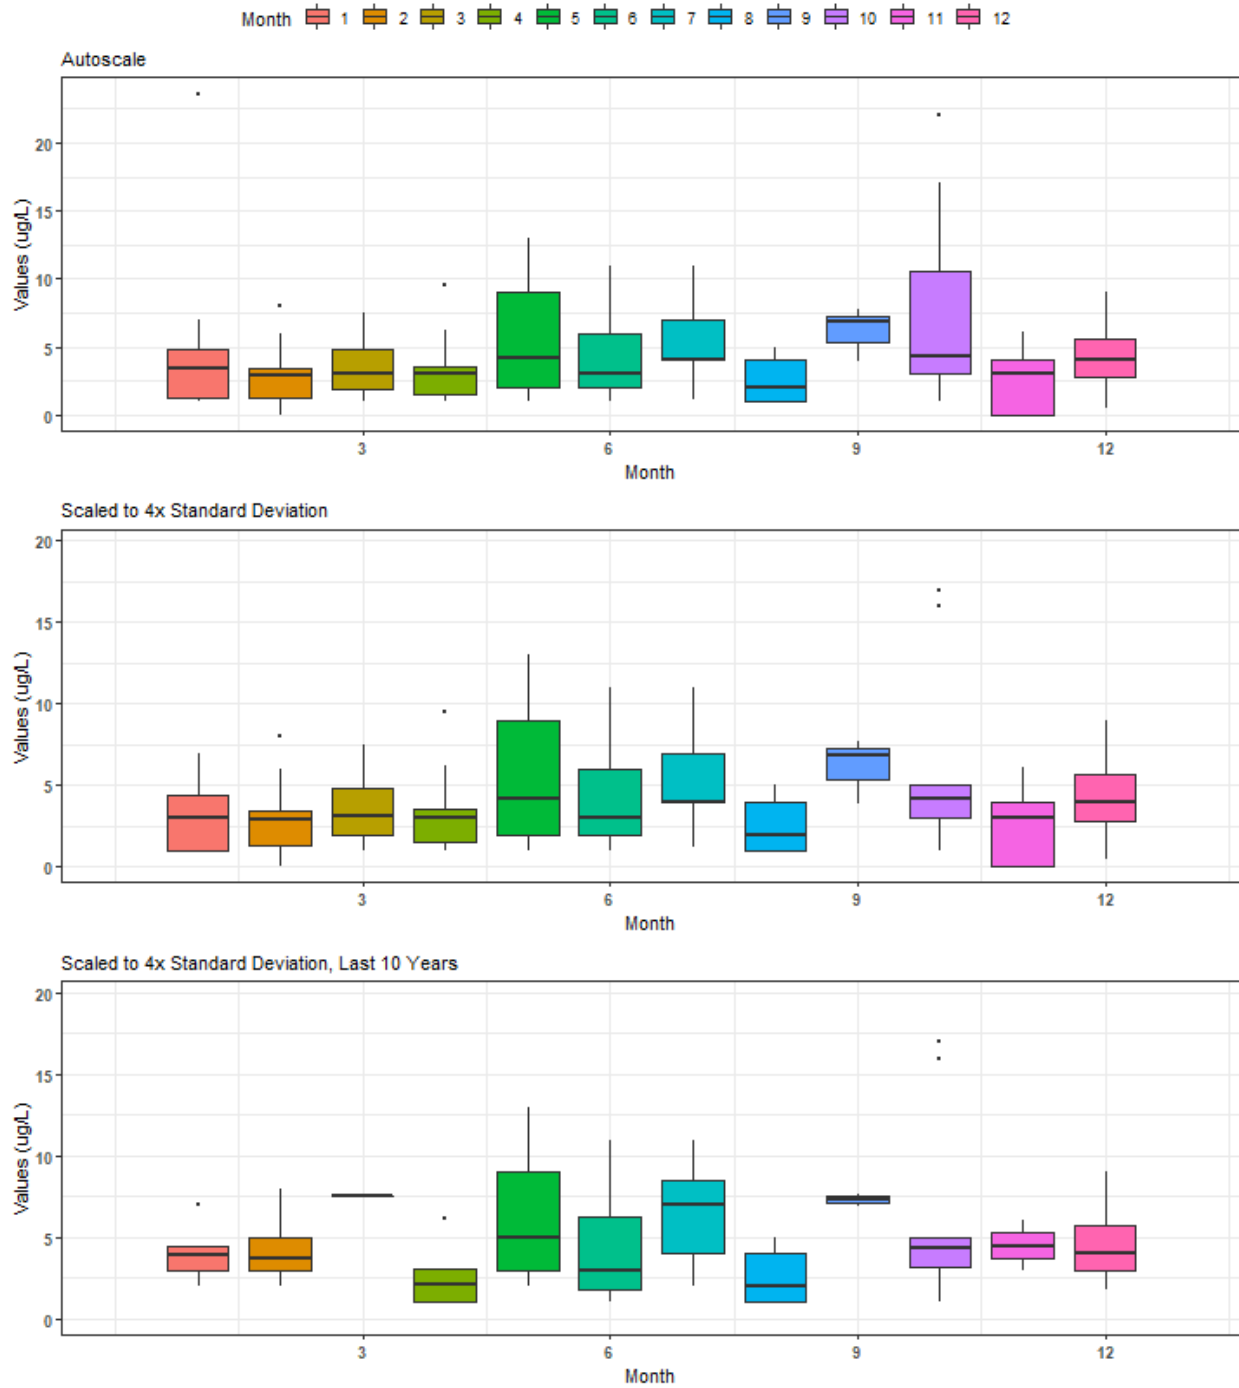 Month 1 2 3 4 5 6 7 8 9 10 11 12
Autoscale
Values (ug/L)
20
15
10
5
0
3 6 9 12
Month
Scaled to 4x Standard Deviation
Values (ug/L)
20
15
10
5
0
3 6 9 12
Month
Scaled to 4x Standard Deviation, Last 10 Years
Values (ug/L)
20
15
10
5
0
3 6 9 12
Month